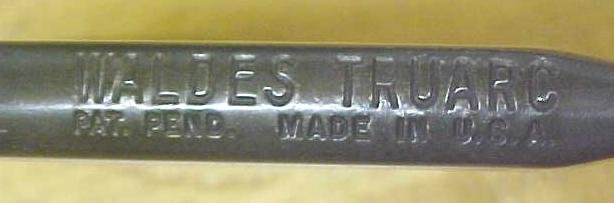 WALDES TRUARC
PAT. PEND. MADE IN U.S.A.